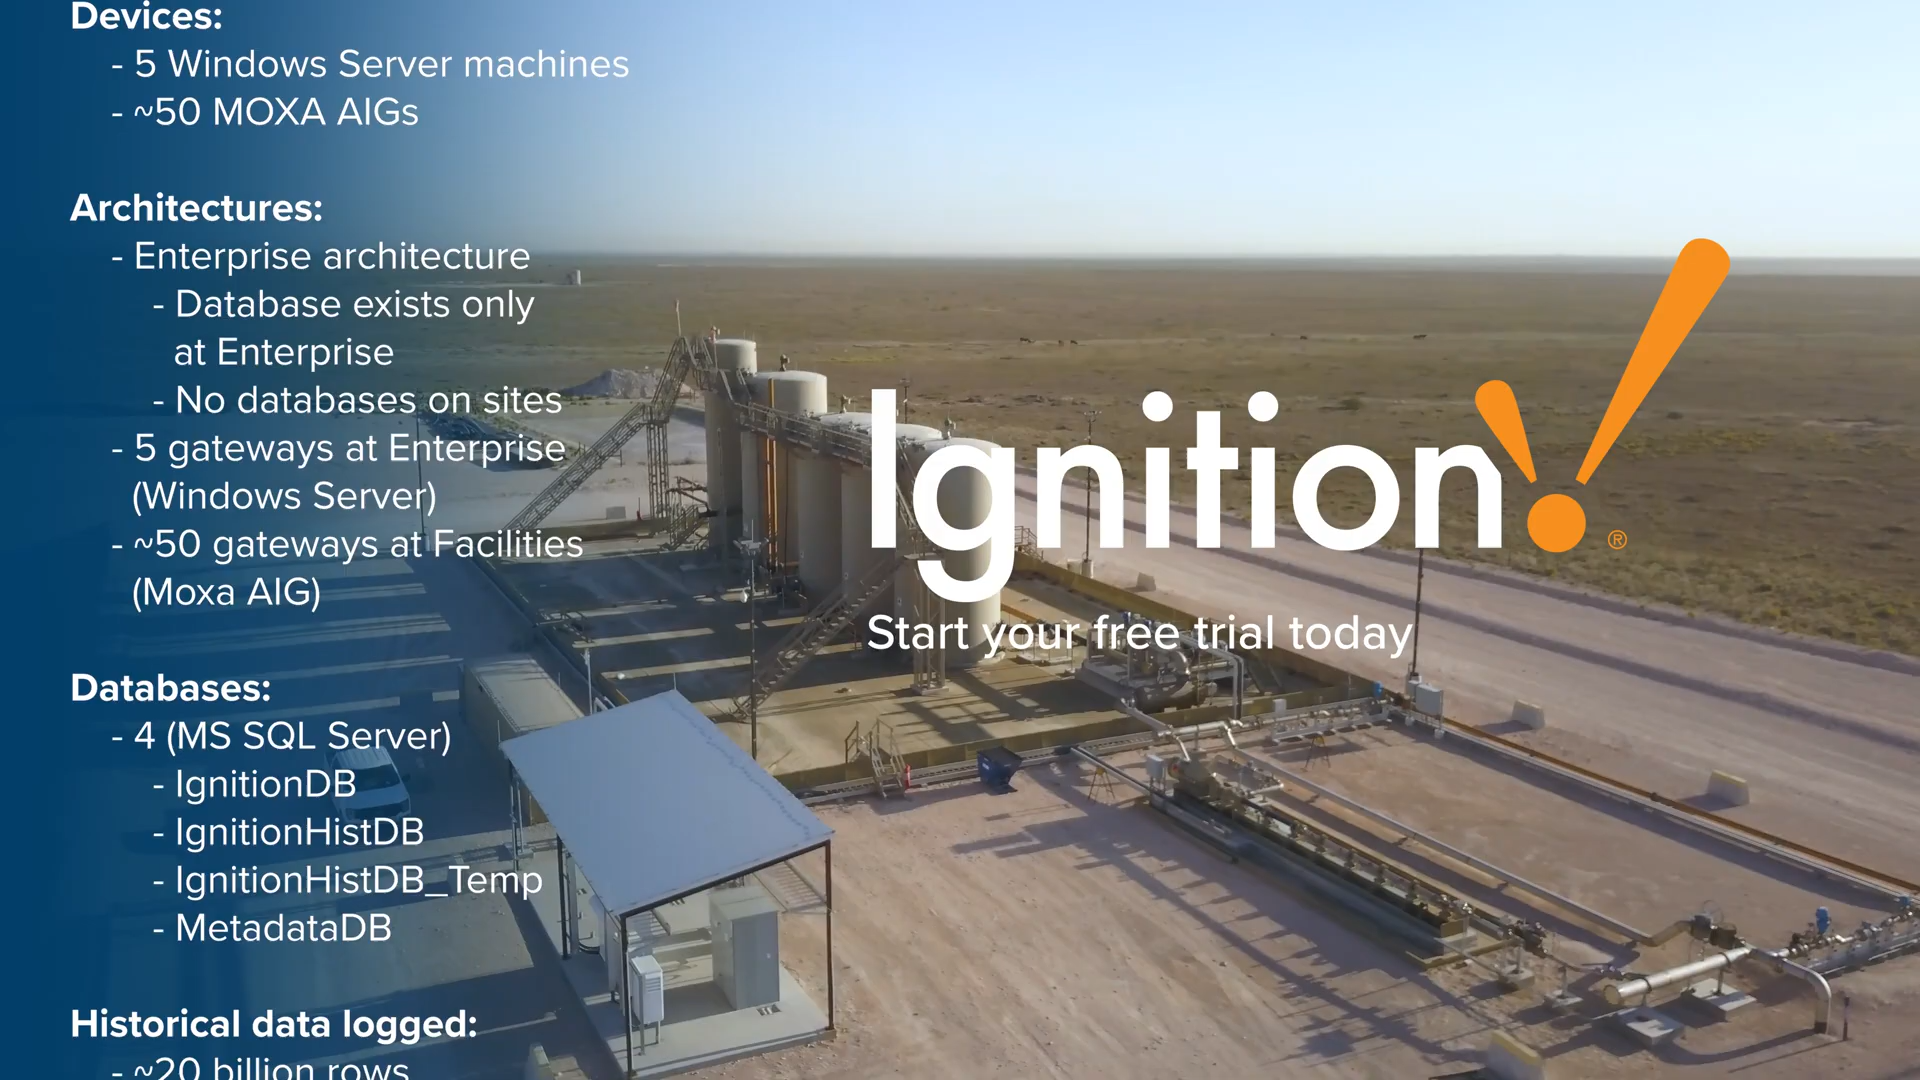 Devices:
- 5 Windows Server machines
- ~50 MOXA AIGs
Architectures:
- Enterprise architecture
- Database exists only
at Enterprise
- No databases on sites
- 5 gateways at Enterprise
(Windows Server)
- ~50 gateways at Facilities
(Moxa AIG)
Databases:
- 4 (MS SQL Server)
- IgnitionDB
- IgnitionHistDB
- IgnitionHistDB_Temp
- MetadataDB
Historical data logged:
- ~20 billion rows
Ignition!®
Start your free trial today